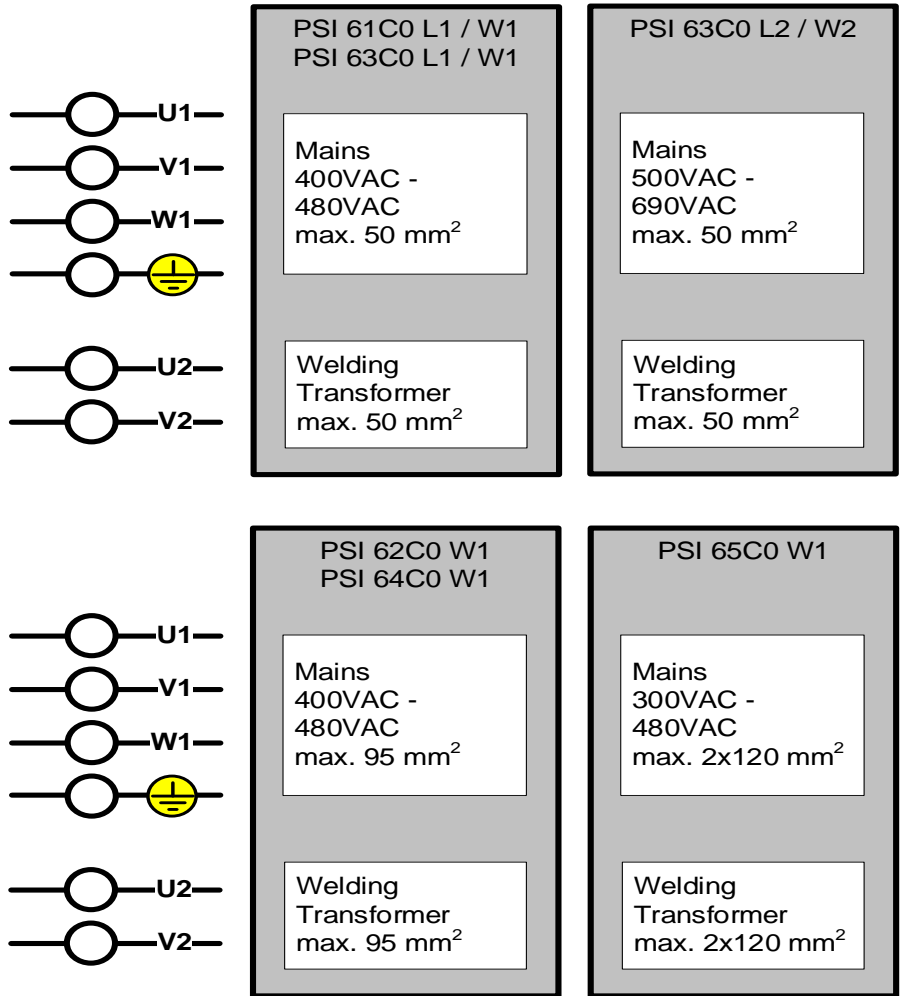 PSI 61C0 L1 / W1
PSI 63C0 L1 / W1
PSI 63C0 L2 / W2
U1
V1
W1
U2
V2
Mains
400VAC -
480VAC
max. 50 mm²
Welding
Transformer
max. 50 mm²
Mains
500VAC -
690VAC
max. 50 mm²
Welding
Transformer
max. 50 mm²
PSI 62C0 W1
PSI 64C0 W1
PSI 65C0 W1
U1
V1
W1
U2
V2
Mains
400VAC -
480VAC
max. 95 mm²
Welding
Transformer
max. 95 mm²
Mains
300VAC -
480VAC
max. 2x120 mm²
Welding
Transformer
max. 2x120 mm²